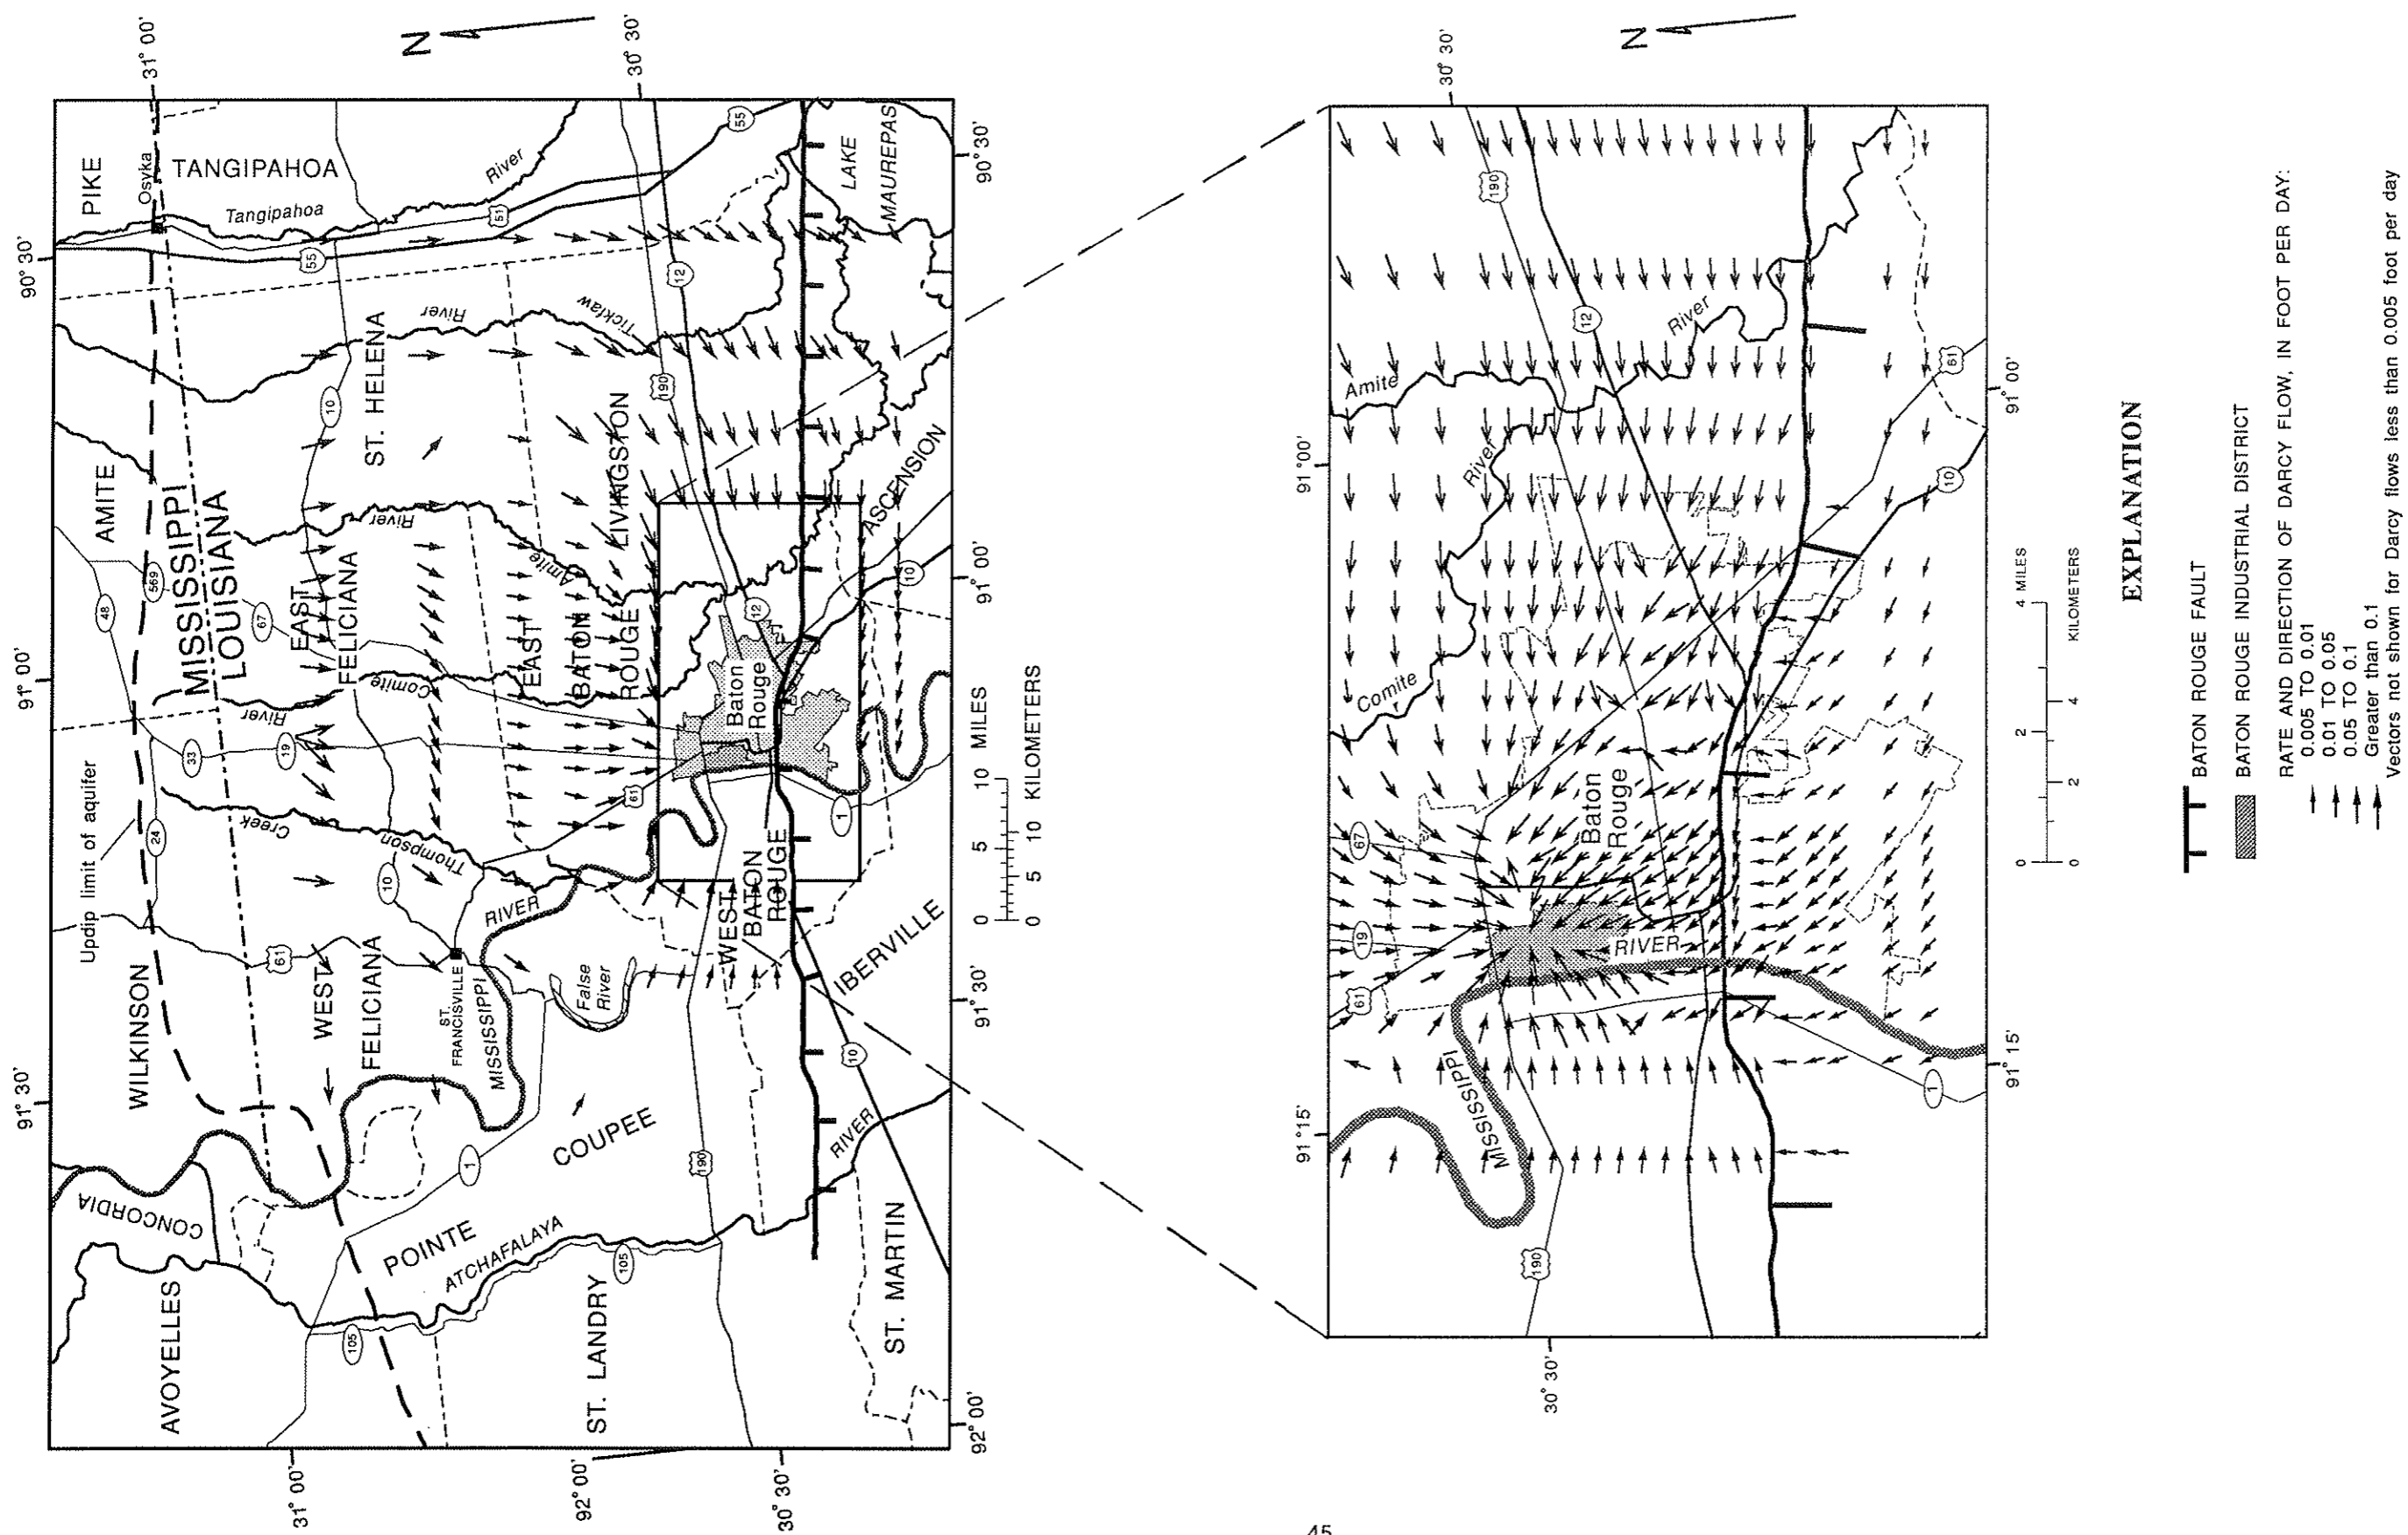 91° 30'
91° 00'
90° 30'
31° 00'
30° 30'
N
PIKE
Osyka
TANGIPAHOA
Tangipahoa
River
AMITE
MISSISSIPPI
LOUISIANA
Updip limit of aquifer
WILKINSON
CONCORDIA
AVOYELLES
ST. HELENA
River
Tickfaw
EAST
FELICIANA
River
Amite
Comite
River
Creek
Thompson
WEST
FELICIANA
ST.
FRANCISVILLE
MISSISSIPPI
RIVER
False
River
POINTE
COUPEE
ATCHAFALAYA
RIVER
ST. LANDRY
ST. MARTIN
IBERVILLE
WEST
BATON
ROUGE
EAST
BATON
ROUGE
LIVINGSTON
Baton
Rouge
ASCENSION
LAKE
MAUREPAS
24
33
19
48
569
67
10
10
61
61
55
51
55
12
190
12
10
1
1
190
105
105
10
31° 00'
92° 00'
30° 30'
92° 00'
91° 30'
91° 00'
90° 30'
0 5 10 MILES
0 5 10 KILOMETERS
91° 15'
91° 00'
30° 30'
N
30° 30'
91° 15'
91° 00'
61
19
67
Comite
River
Amite
River
190
12
MISSISSIPPI
RIVER
Baton
Rouge
190
1
10
61
0 2 4 MILES
0 2 4 KILOMETERS
EXPLANATION
BATON ROUGE FAULT
BATON ROUGE INDUSTRIAL DISTRICT
RATE AND DIRECTION OF DARCY FLOW, IN FOOT PER DAY:
0.005 TO 0.01
0.01 TO 0.05
0.05 TO 0.1
Greater than 0.1
Vectors not shown for Darcy flows less than 0.005 foot per day
45